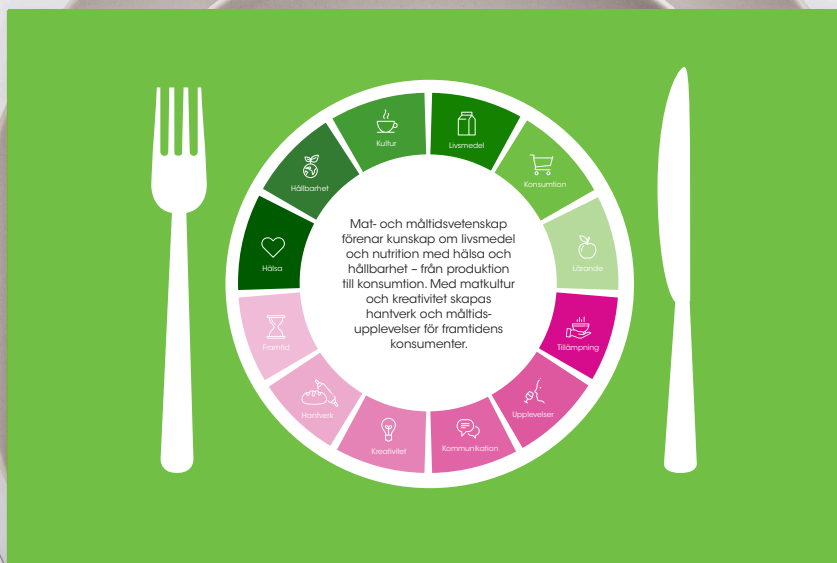 Kultur
Livsmedel
Konsumtion
Lärande
Tillämpning
Upplevelser
Kommunikation
Kreativitet
Hantverk
Framtid
Hälsa
Hållbarhet
Mat- och måltidsvetenskap
förenar kunskap om livsmedel
och nutrition med hälsa och
hållbarhet – från produktion
till konsumtion. Med matkultur
och kreativitet skapas
hantverk och måltids-
upplevelser för framtidens
konsumenter.